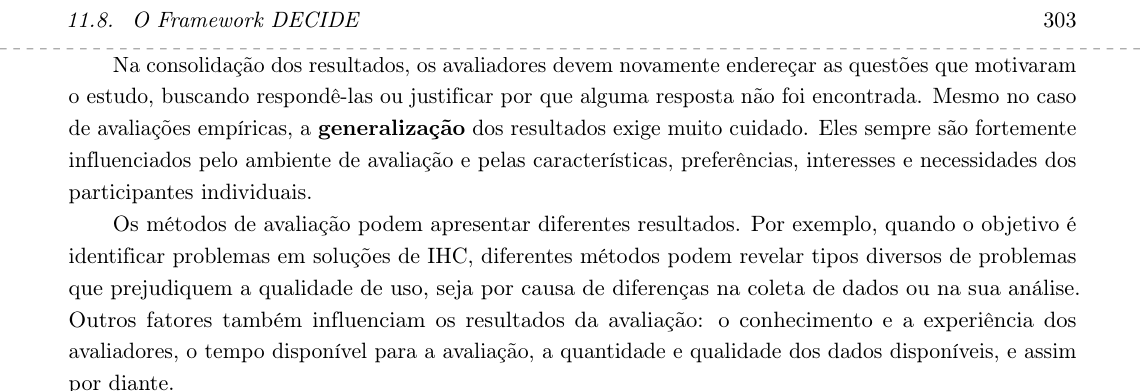 11.8. O Framework DECIDE 303
Na consolidação dos resultados, os avaliadores devem novamente endereçar as questões que motivaram
o estudo, buscando respondê-las ou justificar por que alguma resposta não foi encontrada. Mesmo no caso
de avaliações empíricas, a generalização dos resultados exige muito cuidado. Eles sempre são fortemente
influenciados pelo ambiente de avaliação e pelas características, preferências, interesses e necessidades dos
participantes individuais.
Os métodos de avaliação podem apresentar diferentes resultados. Por exemplo, quando o objetivo é
identificar problemas em soluções de IHC, diferentes métodos podem revelar tipos diversos de problemas
que prejudiquem a qualidade de uso, seja por causa de diferenças na coleta de dados ou na sua análise.
Outros fatores também influenciam os resultados da avaliação: o conhecimento e a experiência dos
avaliadores, o tempo disponível para a avaliação, a quantidade e qualidade dos dados disponíveis, e assim
por diante.